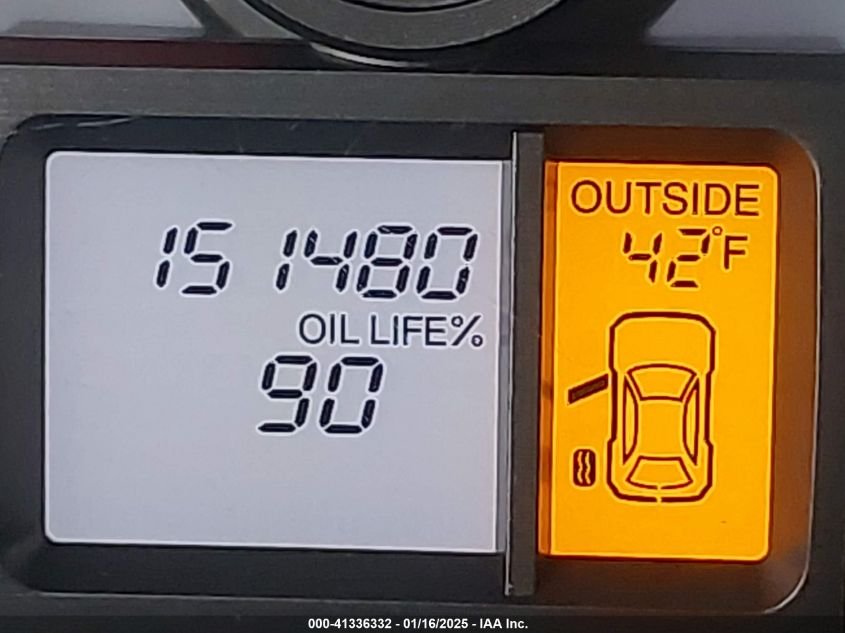 151480
OIL LIFE%
90
OUTSIDE
42°F
000-41336332 - 01/16/2025 - IAA Inc.